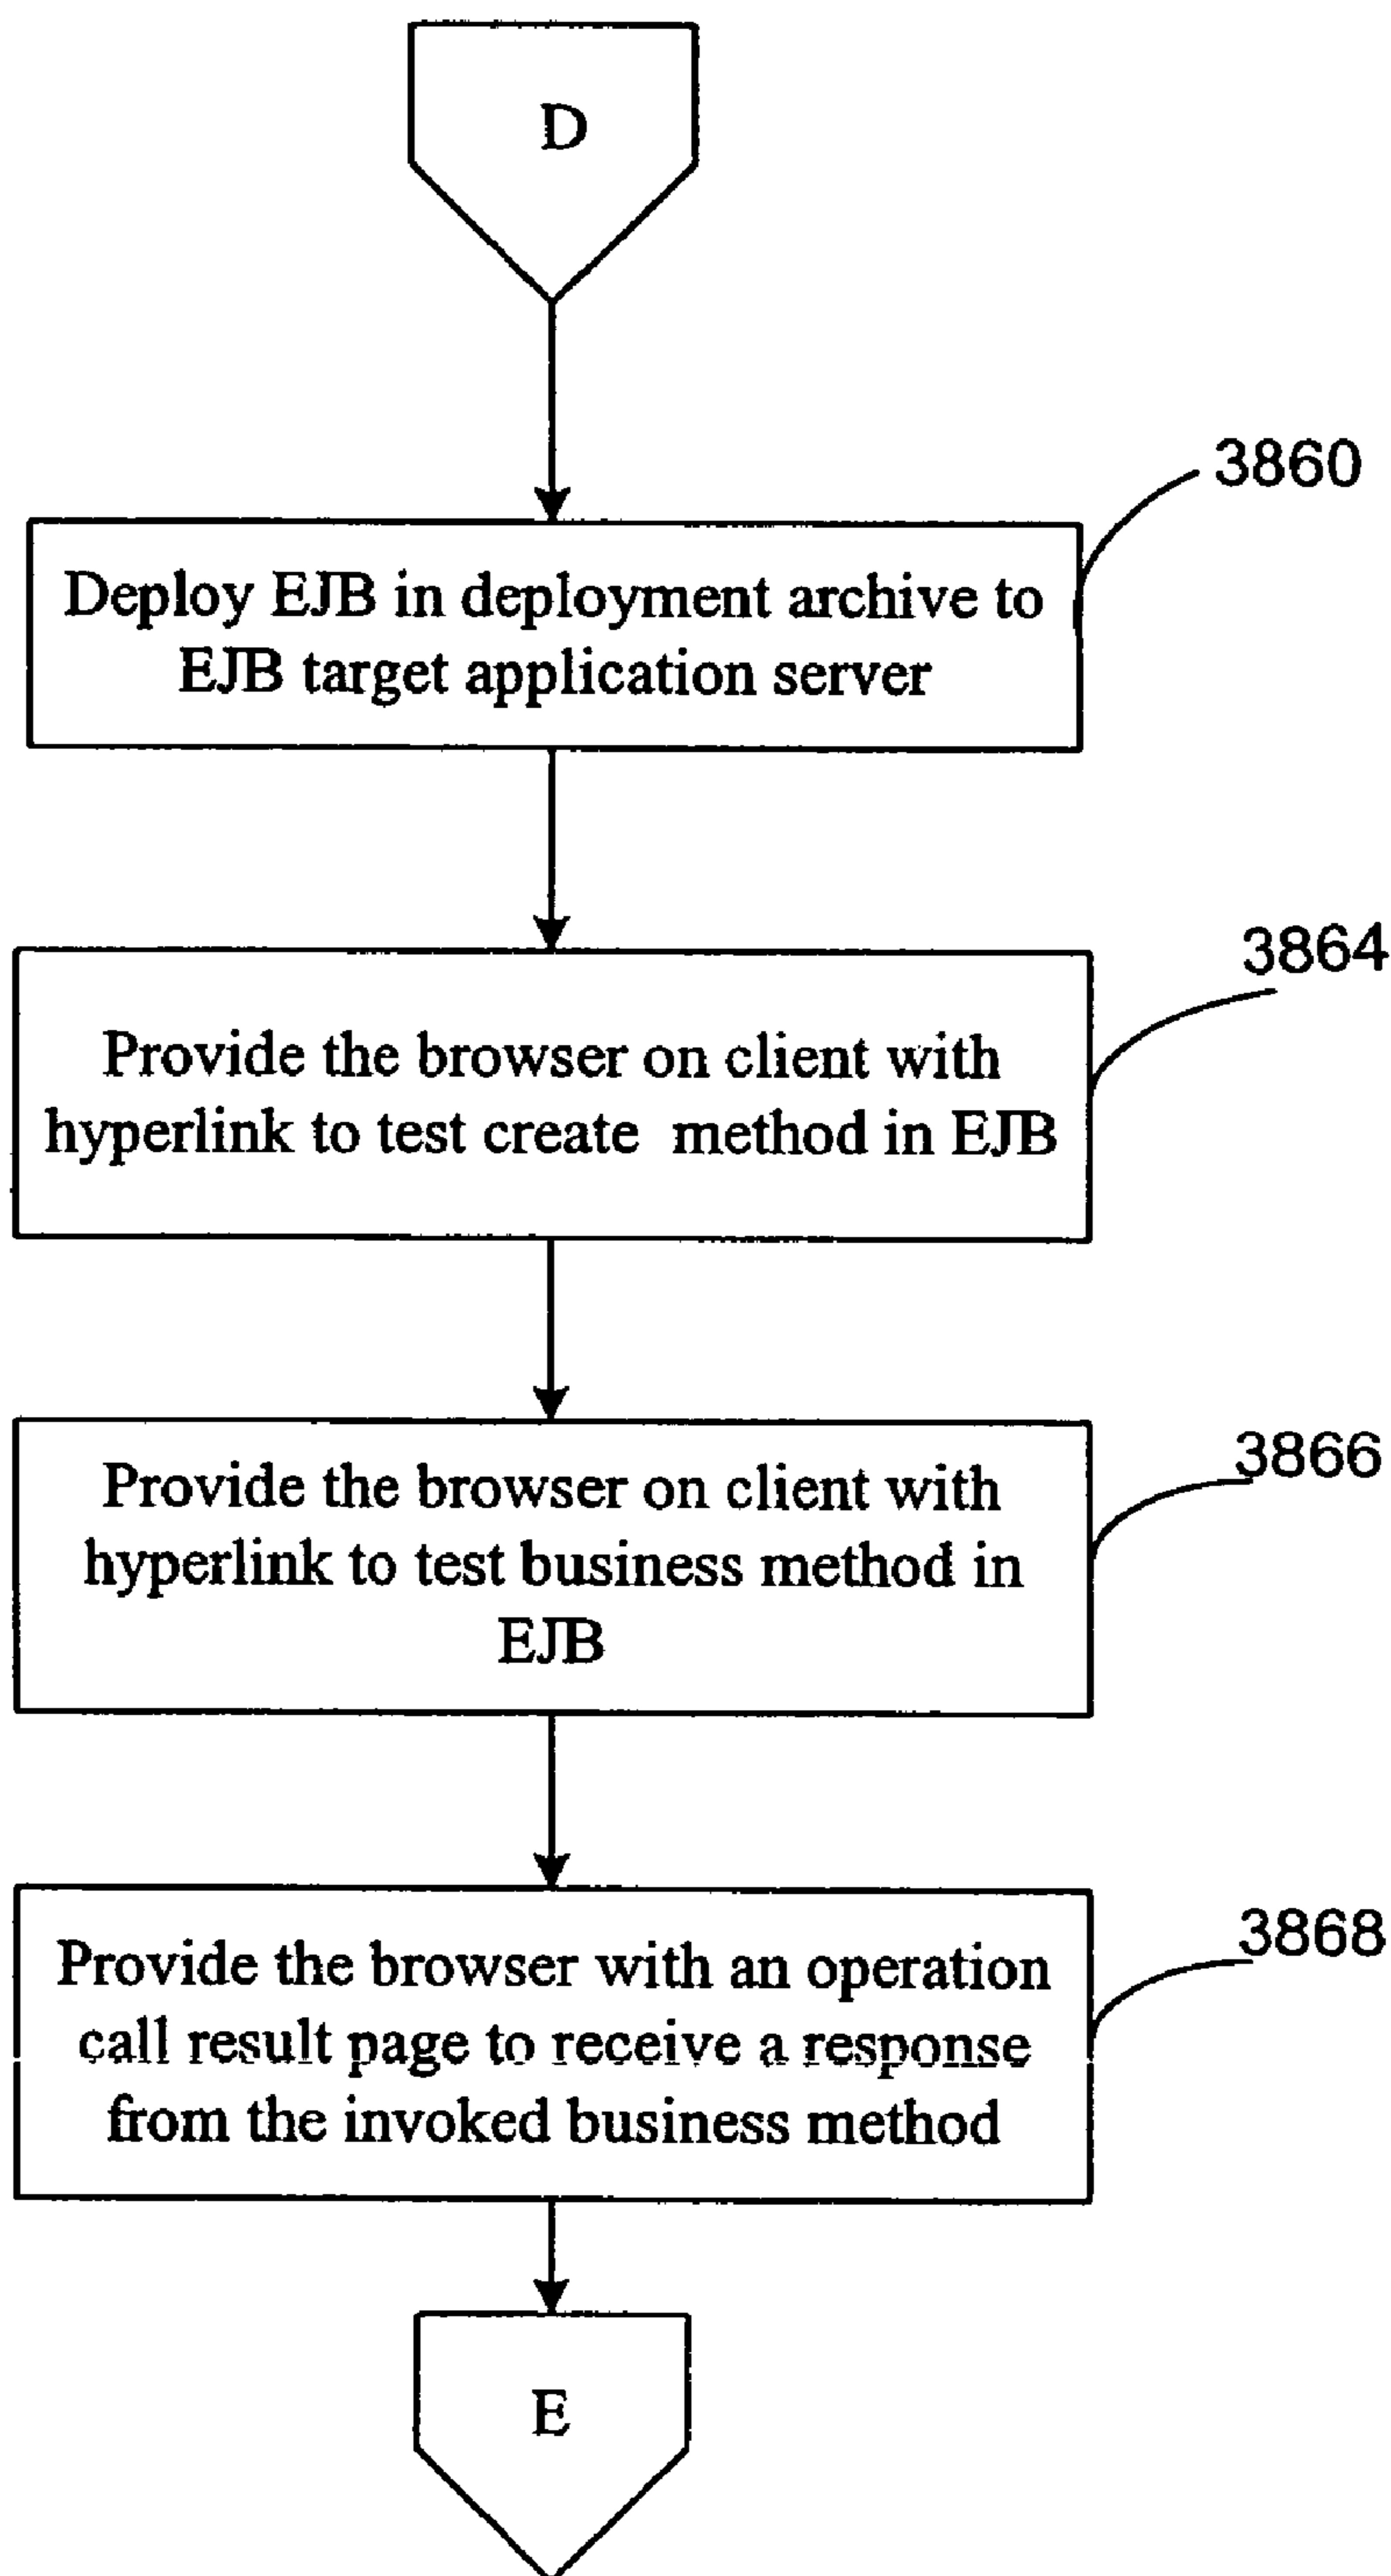 D
3860
Deploy EJB in deployment archive to
EJB target application server
3864
Provide the browser on client with
hyperlink to test create method in EJB
3866
Provide the browser on client with
hyperlink to test business method in
EJB
3868
Provide the browser with an operation
call result page to receive a response
from the invoked business method
E